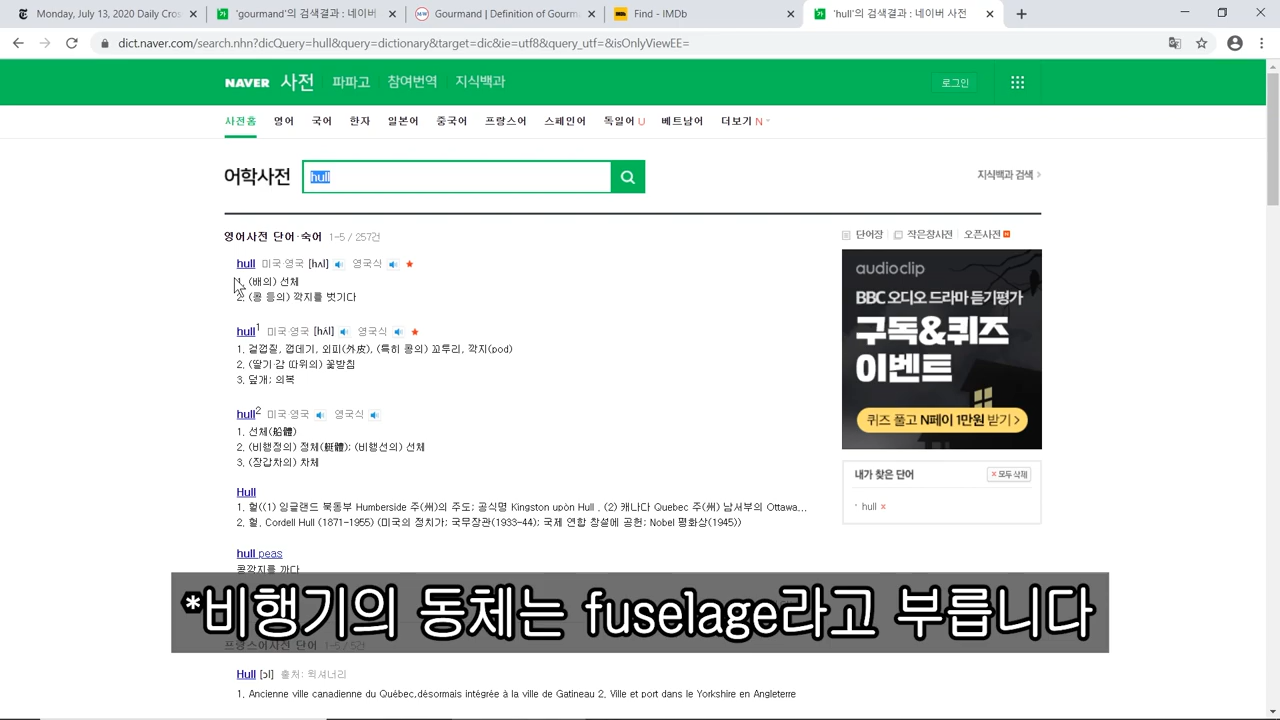 Monday, July 13, 2020 Daily Cros
'gourmand'의 검색결과 : 네이버
Gourmand | Definition of Gourm
Find - IMDb
'hull'의 검색결과 : 네이버 사전
dict.naver.com/search.nhn?dicQuery=hull&query=dictionary&target=dic&ie=utf8&query_utf=&isOnlyViewEE=
NAVER 사전 파파고 참여번역 지식백과 로그인
사전홈 영어 국어 한자 일본어 중국어 프랑스어 스페인어 독일어 U 베트남어 더보기 N
어학사전 hull 지식백과 검색
영어사전 단어·숙어 1-5 / 257건
hull 미국·영국 [hʌl] 영국식
1. (배의) 선체
2. (콩 등의) 깍지를 벗기다
hull1 미국·영국 [hʌ́l] 영국식
1. 겉껍질, 껍데기, 외피(外皮), (특히 콩의) 꼬투리, 깍지(pod)
2. (딸기·감 따위의) 꽃받침
3. 덮개; 의복
hull2 미국·영국 영국식
1. 선체(船體)
2. (비행정의) 정체(艇體); (비행선의) 선체
3. (장갑차의) 차체
Hull
1. 헐((1) 잉글랜드 북동부 Humberside 주(州)의 주도; 공식명 Kingston upòn Hull . (2) 캐나다 Quebec 주(州) 남서부의 Ottawa...
2. 헐. Cordell Hull (1871-1955) (미국의 정치가; 국무장관(1933-44); 국제 연합 창설에 공헌; Nobel 평화상(1945))
hull peas
콩깍지를 까다
단어장 작은창사전 오픈사전
audioclip
BBC 오디오 드라마 듣기평가
구독&퀴즈
이벤트
퀴즈 풀고 N페이 1만원 받기 >
내가 찾은 단어 × 모두삭제
· hull ×
*비행기의 동체는 fuselage라고 부릅니다
프랑스어사전 단어 1-5 / 5건
Hull [ɔl] 출처: 윅셔너리
1. Ancienne ville canadienne du Québec,désormais intégrée à la ville de Gatineau 2. Ville et port dans le Yorkshire en Angleterre